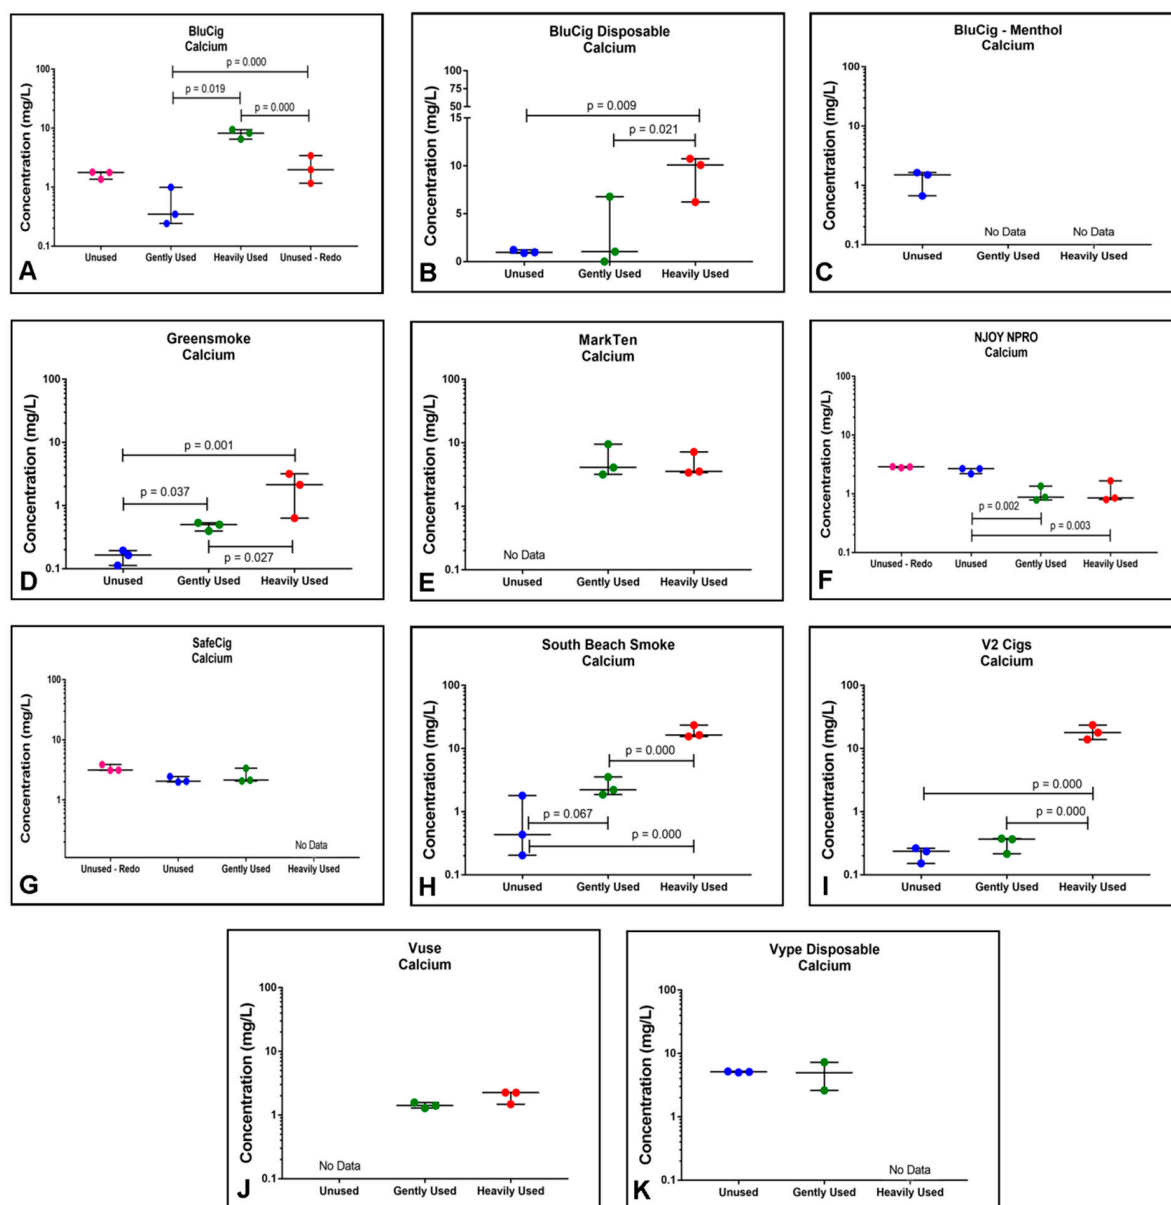 BluCig
Calcium
Concentration (mg/L)
100
10
1
0.1
p = 0.000
p = 0.019
p = 0.000
Unused Gently Used Heavily Used Unused - Redo
A
BluCig Disposable
Calcium
Concentration (mg/L)
100
50
15
10
5
0
p = 0.009
p = 0.021
Unused Gently Used Heavily Used
B
BluCig - Menthol
Calcium
Concentration (mg/L)
100
10
1
0.1
No Data No Data
Unused Gently Used Heavily Used
C
Greensmoke
Calcium
Concentration (mg/L)
100
10
1
0.1
p = 0.001
p = 0.037
p = 0.027
Unused Gently Used Heavily Used
D
MarkTen
Calcium
Concentration (mg/L)
100
10
1
0.1
No Data
Unused Gently Used Heavily Used
E
NJOY NPRO
Calcium
Concentration (mg/L)
100
10
1
0.1
p = 0.002
p = 0.003
Unused - Redo Unused Gently Used Heavily Used
F
SafeCig
Calcium
Concentration (mg/L)
100
10
1
No Data
Unused - Redo Unused Gently Used Heavily Used
G
South Beach Smoke
Calcium
Concentration (mg/L)
100
10
1
0.1
p = 0.000
p = 0.067
p = 0.000
Unused Gently Used Heavily Used
H
V2 Cigs
Calcium
Concentration (mg/L)
100
10
1
0.1
p = 0.000
p = 0.000
Unused Gently Used Heavily Used
I
Vuse
Calcium
Concentration (mg/L)
100
10
1
0.1
No Data
Unused Gently Used Heavily Used
J
Vype Disposable
Calcium
Concentration (mg/L)
100
10
1
0.1
No Data
Unused Gently Used Heavily Used
K